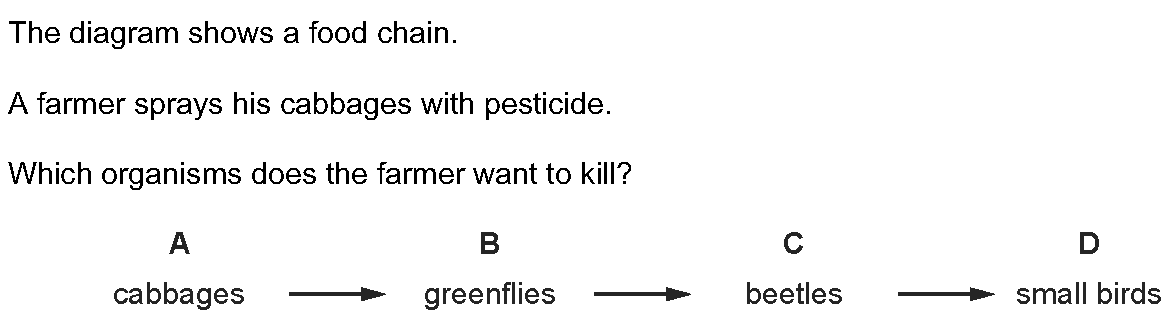 The diagram shows a food chain.
A farmer sprays his cabbages with pesticide.
Which organisms does the farmer want to kill?
A B C D
cabbages greenflies beetles small birds